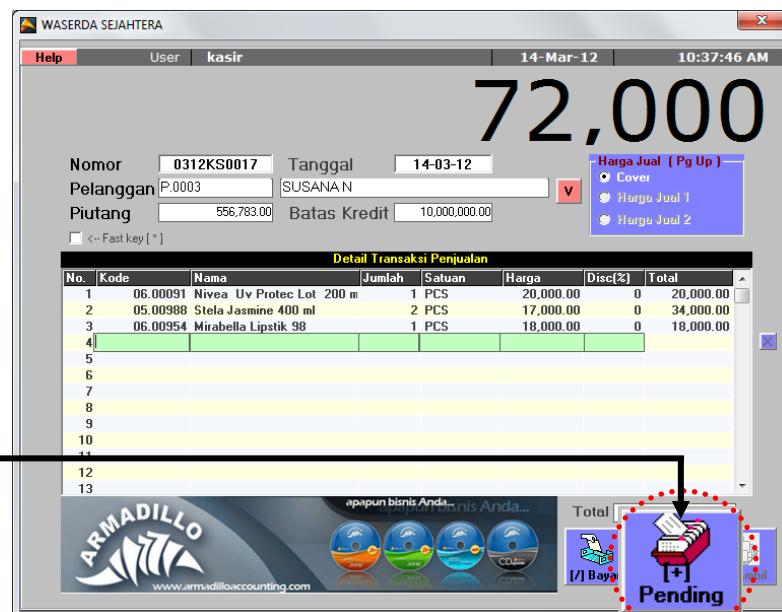 WASERDA SEJAHTERA
Help User kasir 14-Mar-12 10:37:46 AM
72,000
Nomor 0312KS0017 Tanggal 14-03-12
Pelanggan P.0003 SUSANA N V
Piutang 556,783.00 Batas Kredit 10,000,000.00
<-- Fast key [ * ]
Harga Jual ( Pg Up )
Cover
Harga Jual 1
Harga Jual 2
Detail Transaksi Penjualan
No. Kode Nama Jumlah Satuan Harga Disc(%) Total
1 06.00091 Nivea Uv Protec Lot 200 m 1 PCS 20,000.00 0 20,000.00
2 05.00988 Stela Jasmine 400 ml 2 PCS 17,000.00 0 34,000.00
3 06.00954 Mirabella Lipstik 98 1 PCS 18,000.00 0 18,000.00
4 X
5
6
7
8
9
10
11
12
13
ARMADILLO
apapun bisnis Anda...
www.armadilloaccounting.com
Total
[/] Baya
[+]
Pending